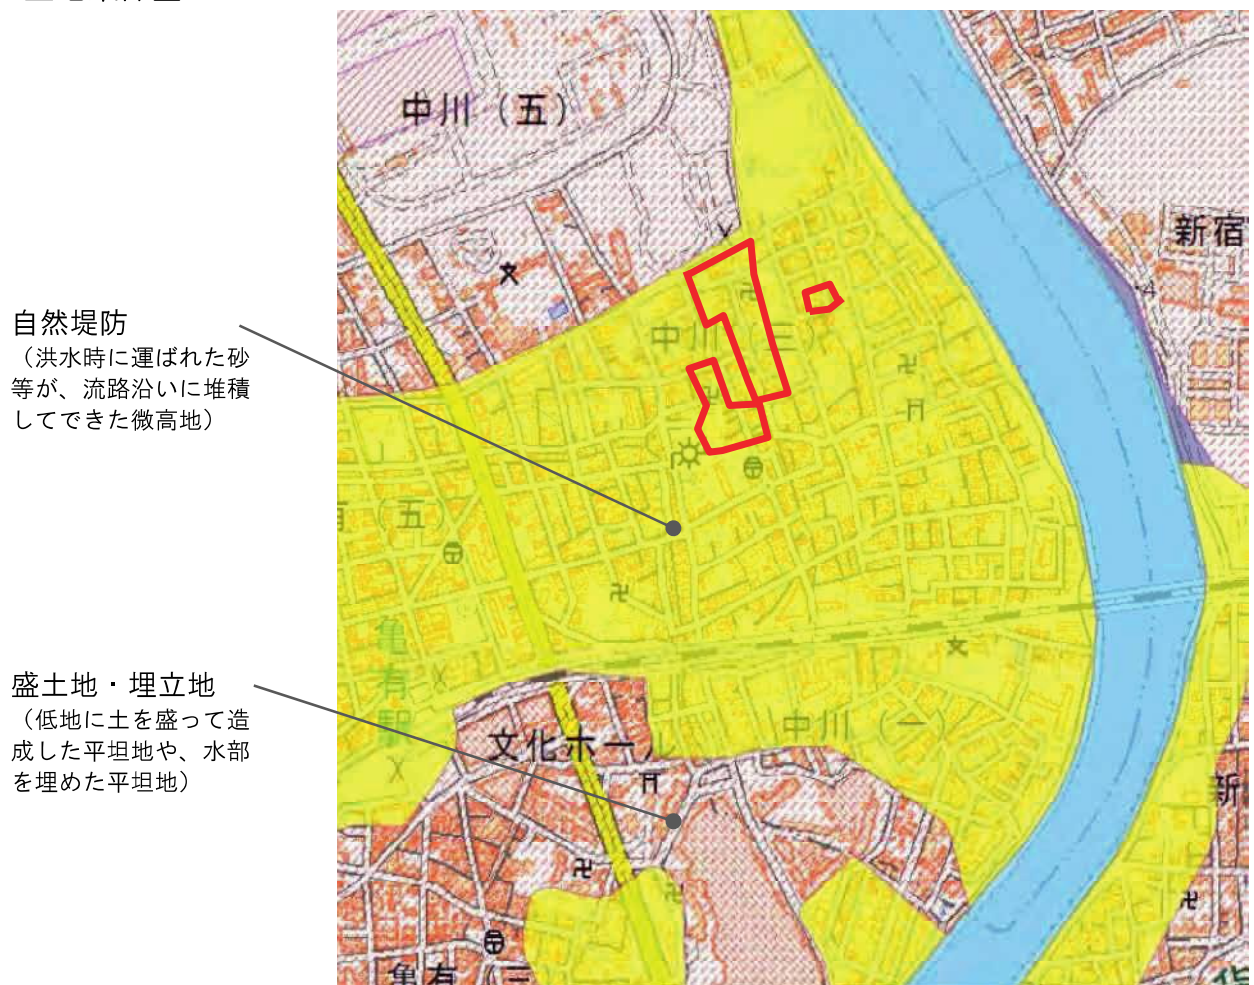 中川（五）
新宿
4
自然堤防
（洪水時に運ばれた砂
等が、流路沿いに堆積
してできた微高地）
中川（三）
（五）
亀有駅
盛土地・埋立地
（低地に土を盛って造
成した平坦地や、水部
を埋めた平坦地）
中川（一）
文化ホール
新
亀有（三